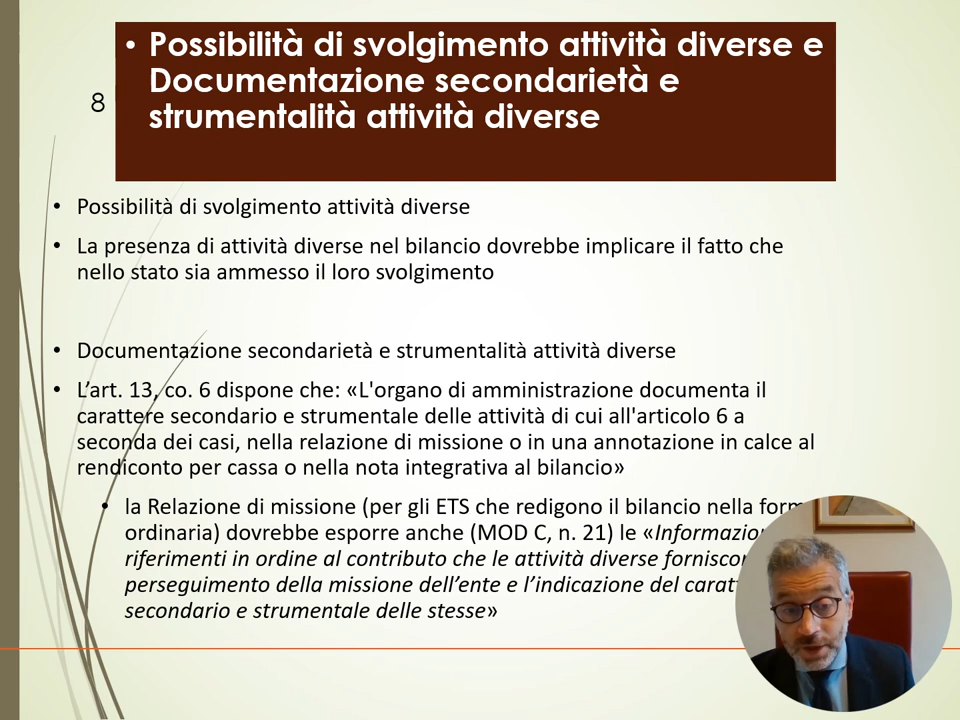 • Possibilità di svolgimento attività diverse e
Documentazione secondarietà e
strumentalità attività diverse
8
• Possibilità di svolgimento attività diverse
• La presenza di attività diverse nel bilancio dovrebbe implicare il fatto che
nello stato sia ammesso il loro svolgimento
• Documentazione secondarietà e strumentalità attività diverse
• L’art. 13, co. 6 dispone che: «L'organo di amministrazione documenta il
carattere secondario e strumentale delle attività di cui all'articolo 6 a
seconda dei casi, nella relazione di missione o in una annotazione in calce al
rendiconto per cassa o nella nota integrativa al bilancio»
• la Relazione di missione (per gli ETS che redigono il bilancio nella
ordinaria) dovrebbe esporre anche (MOD C, n. 21) le
riferimenti in ordine al contributo che le attività diverse
perseguimento della missione dell’ente e l’indicazione del
secondario e strumentale delle stesse»